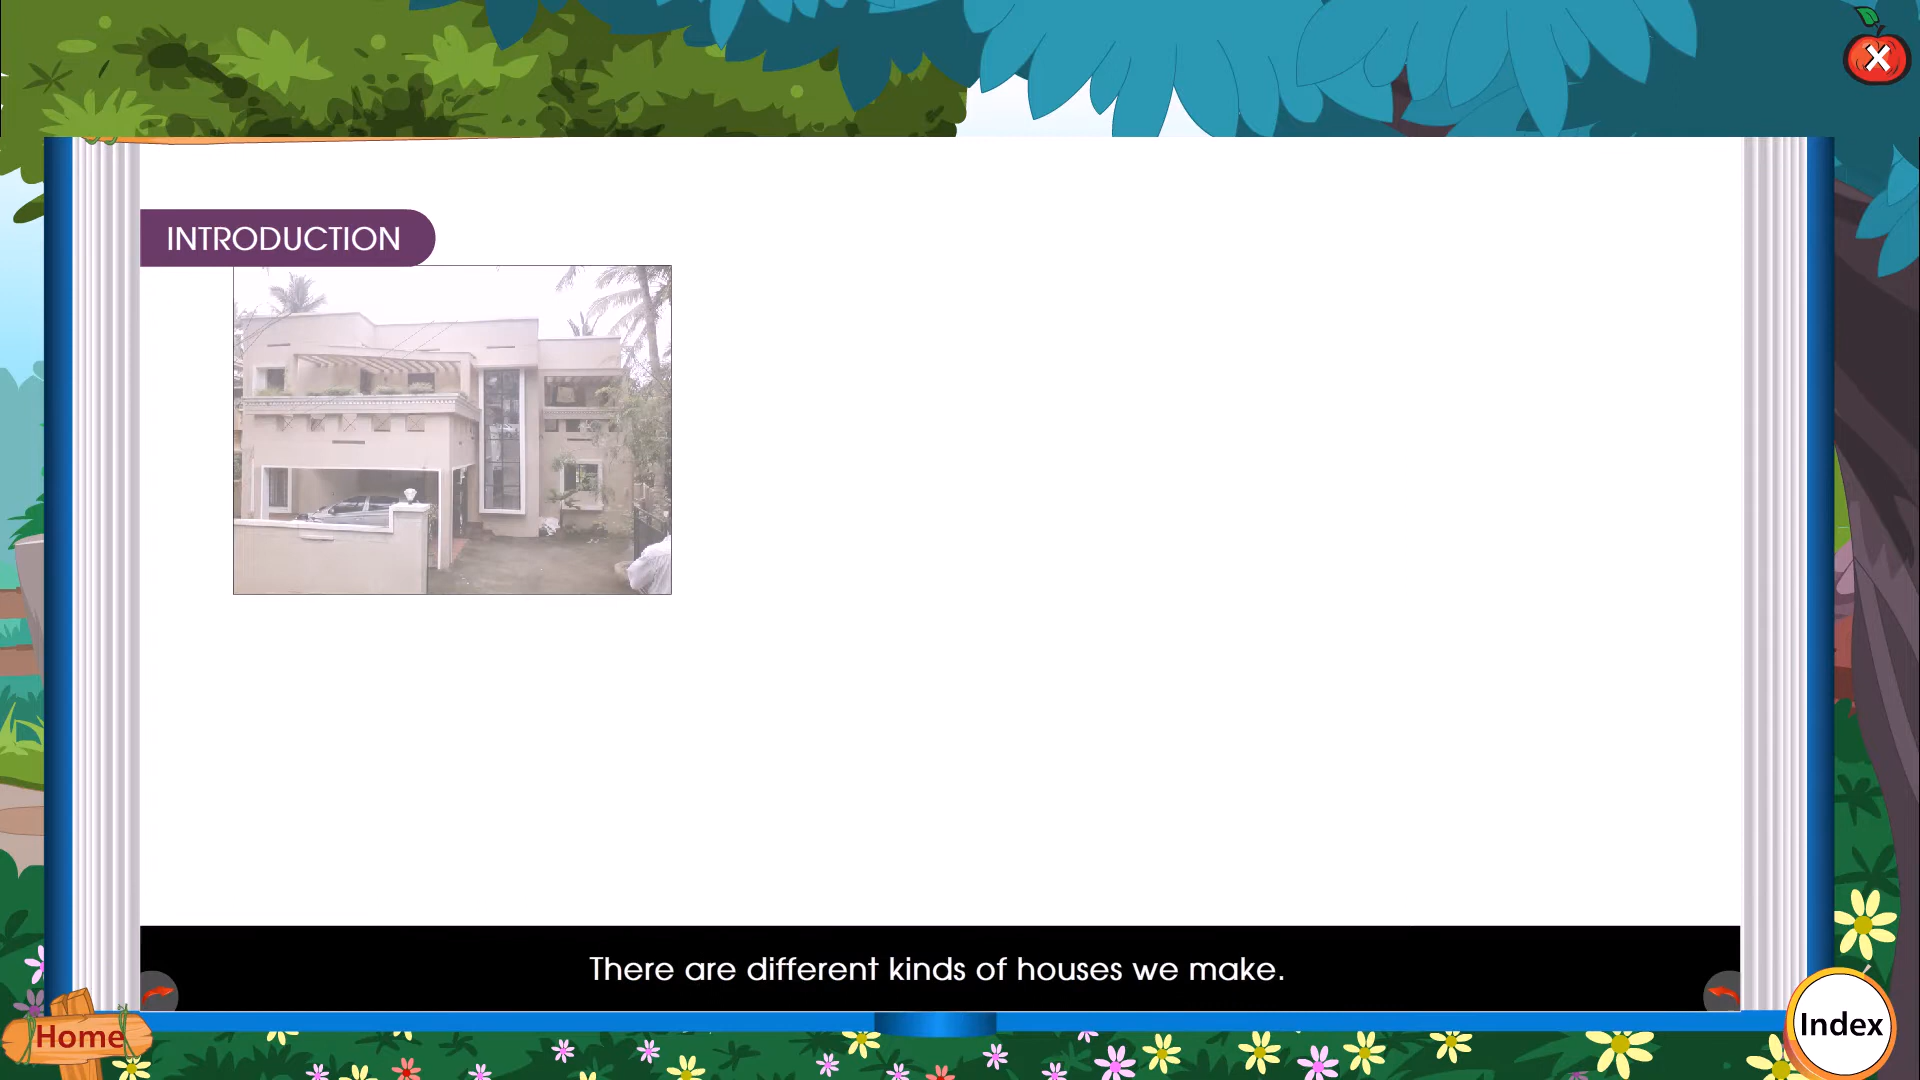 INTRODUCTION
There are different kinds of houses we make.
Home
Index